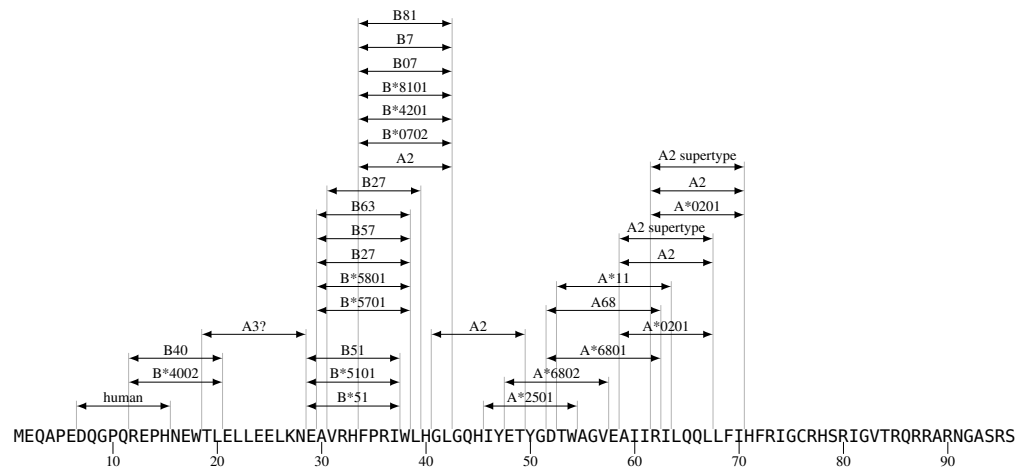 B81
B7
B07
B*8101
B*4201
B*0702
A2 supertype
A2
B27 A2
B63 A*0201
B57 A2 supertype
B27 A2
B*5801 A*11
B*5701 A68
A3? A2 A*0201
B40 B51 A*6801
B*4002 B*5101 A*6802
human B*51 A*2501
MEQAPEDQGPQREPHNEWTLELLEELKNEAVRHFPRIWLHGLGQHIYETYGDTWAGVEAIIRILQQLLFIHFRIGCRHSRIGVTRQRRARNGASRS
10 20 30 40 50 60 70 80 90